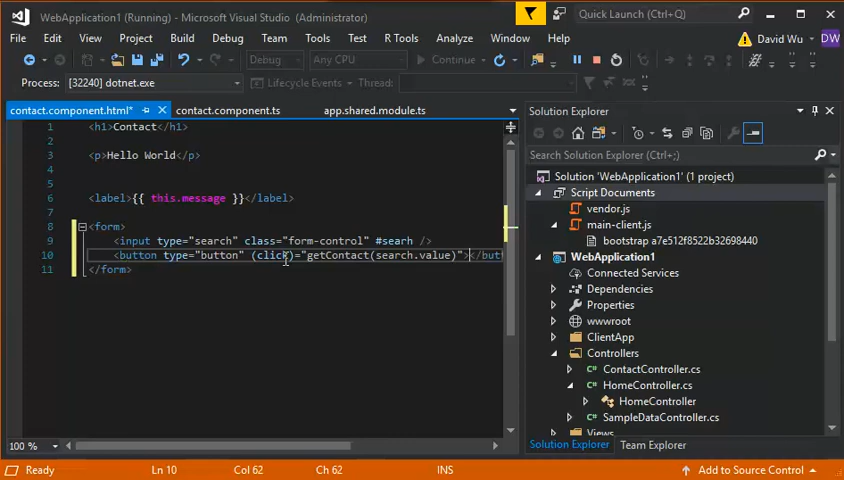 WebApplication1 (Running) - Microsoft Visual Studio (Administrator)
Quick Launch (Ctrl+Q)
File Edit View Project Build Debug Team Tools Test R Tools Analyze Window Help
David Wu DW
Debug Any CPU Continue
Process: [32240] dotnet.exe Lifecycle Events Thread:
contact.component.html* contact.component.ts app.shared.module.ts
1 <h1>Contact</h1>
2
3 <p>Hello World</p>
4
5
6 <label>{{ this.message }}</label>
7
8 <form>
9 <input type="search" class="form-control" #searh />
10 <button type="button" (click)="getContact(search.value)"></butt
11 </form>
100 %
Solution Explorer
Search Solution Explorer (Ctrl+;)
Solution 'WebApplication1' (1 project)
Script Documents
vendor.js
main-client.js
bootstrap a7e512f8522b32698440
WebApplication1
Connected Services
Dependencies
Properties
wwwroot
ClientApp
Controllers
ContactController.cs
HomeController.cs
HomeController
SampleDataController.cs
Views
Solution Explorer Team Explorer
Ready Ln 10 Col 62 Ch 62 INS Add to Source Control